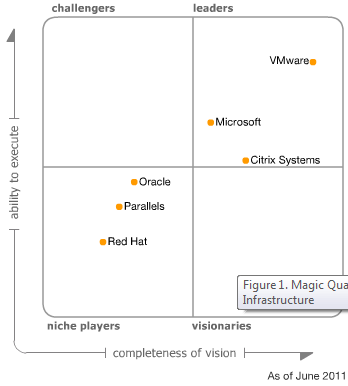 challengers
leaders
VMware
Microsoft
Citrix Systems
Oracle
Parallels
Red Hat
ability to execute
Figure 1. Magic Qua
Infrastructure
niche players
visionaries
completeness of vision
As of June 2011